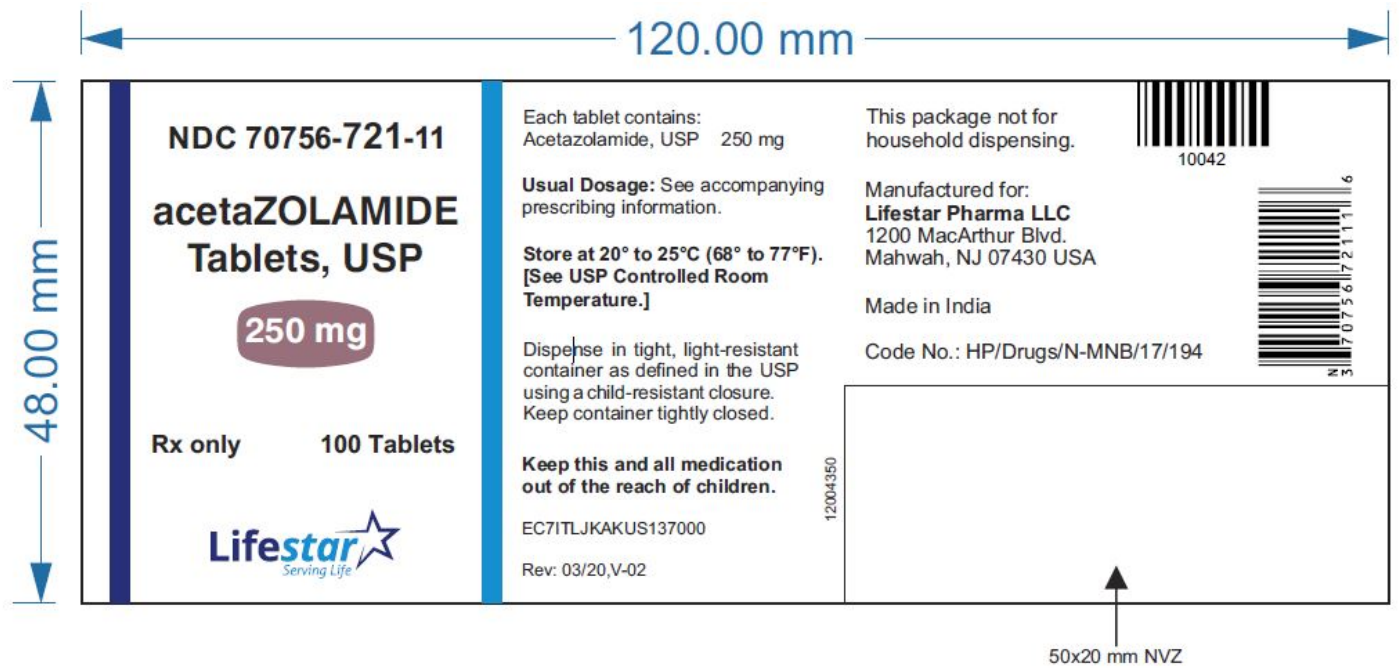 120.00 mm
48.00 mm
NDC 70756-721-11
acetaZOLAMIDE
Tablets, USP
250 mg
Rx only 100 Tablets
Lifestar
Serving Life
Each tablet contains:
Acetazolamide, USP 250 mg
Usual Dosage: See accompanying
prescribing information.
Store at 20° to 25°C (68° to 77°F).
[See USP Controlled Room
Temperature.]
Dispense in tight, light-resistant
container as defined in the USP
using a child-resistant closure.
Keep container tightly closed.
Keep this and all medication
out of the reach of children.
EC7ITLJKAKUS137000
Rev: 03/20,V-02
12004350
This package not for
household dispensing.
Manufactured for:
Lifestar Pharma LLC
1200 MacArthur Blvd.
Mahwah, NJ 07430 USA
Made in India
Code No.: HP/Drugs/N-MNB/17/194
10042
N
3 70756 72111 6
50x20 mm NVZ